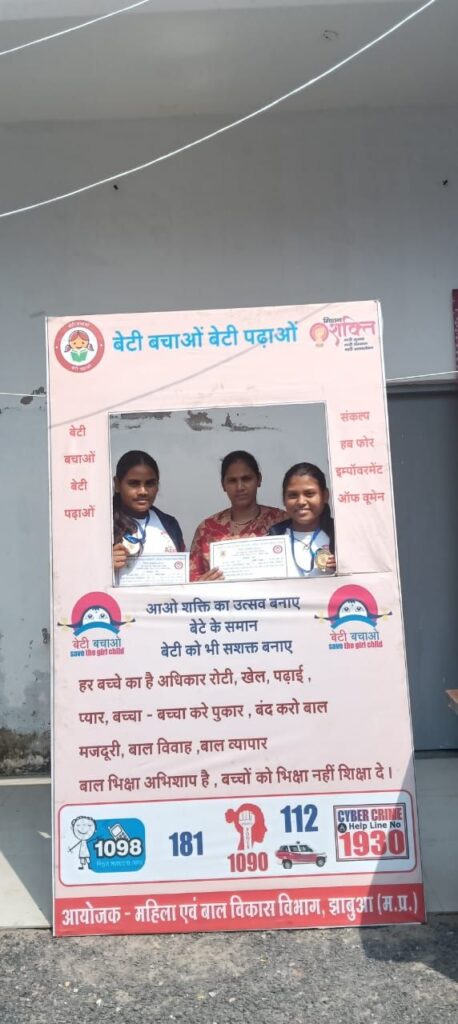 बेटी बचाओं बेटी पढ़ाओं
मिशन
शक्ति
बेटी
बचाओं
बेटी
पढ़ाओं
संकल्प
हब फोर
इम्पॉवरमेंट
ऑफ वूमेन
आओ शक्ति का उत्सव बनाए
बेटे के समान
बेटी को भी सशक्त बनाए
बेटी बचाओ
save the girl child
बेटी बचाओ
save the girl child
हर बच्चे का है अधिकार रोटी, खेल, पढ़ाई ,
प्यार, बच्चा - बच्चा करे पुकार , बंद करो बाल
मजदूरी, बाल विवाह ,बाल व्यापार
बाल भिक्षा अभिशाप है , बच्चों को भिक्षा नहीं शिक्षा दे ।
1098
181
1090
112
CYBER CRIME
Help Line No
1930
आयोजक - महिला एवं बाल विकास विभाग, झाबुआ (म.प्र.)